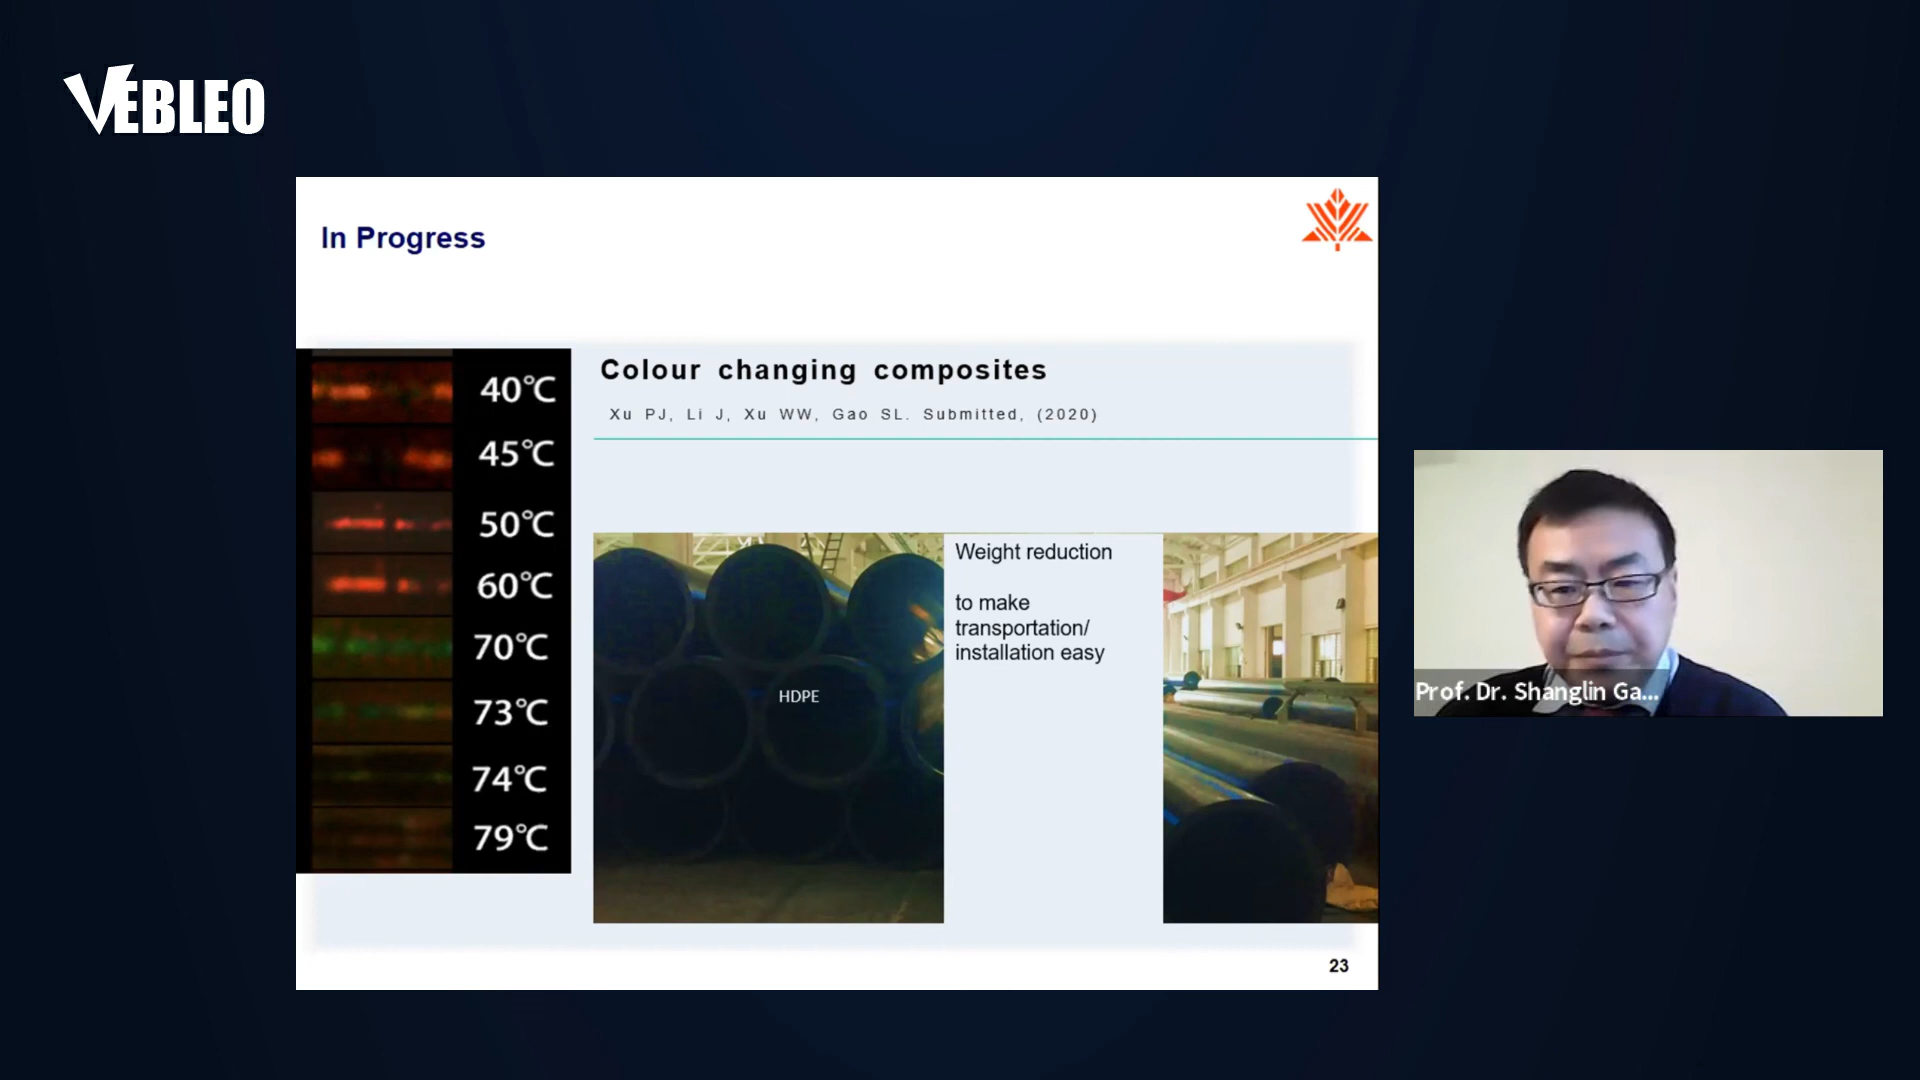 VEBLEO
In Progress
40℃
45℃
50℃
60℃
70℃
73℃
74℃
79℃
Colour changing composites
Xu PJ, Li J, Xu WW, Gao SL. Submitted, (2020)
HDPE
Weight reduction
to make
transportation/
installation easy
Prof. Dr. Shanglin Ga...
23